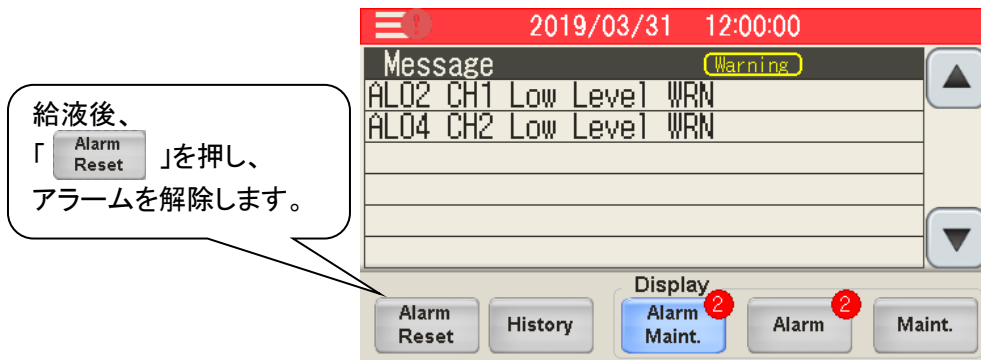 2019/03/31 12:00:00
Message Warning
AL02 CH1 Low Level WRN
AL04 CH2 Low Level WRN
給液後、
「 Alarm Reset 」を押し、
アラームを解除します。
Display
Alarm Reset
History
Alarm Maint. 2
Alarm 2
Maint.